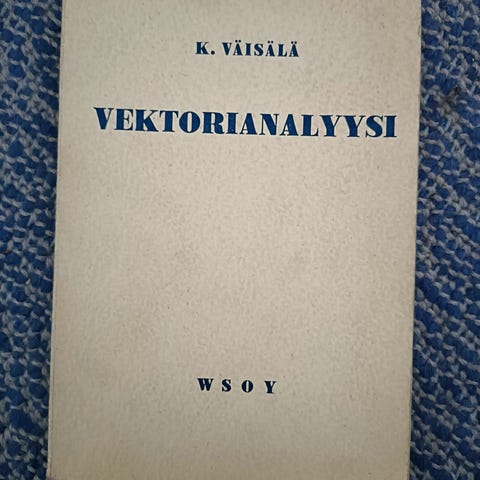 K. VÄISÄLÄ
VEKTORIANALYYSI
WSOY